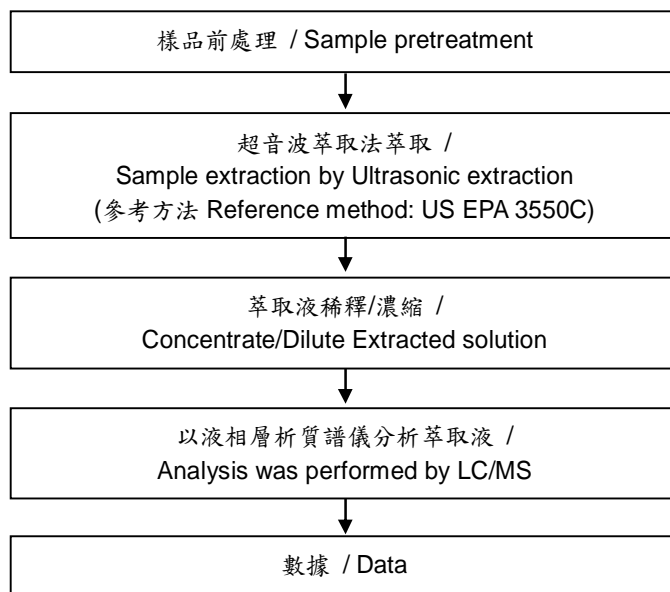 樣品前處理 / Sample pretreatment
超音波萃取法萃取 /
Sample extraction by Ultrasonic extraction
(參考方法 Reference method: US EPA 3550C)
萃取液稀釋/濃縮 /
Concentrate/Dilute Extracted solution
以液相層析質譜儀分析萃取液 /
Analysis was performed by LC/MS
數據 / Data